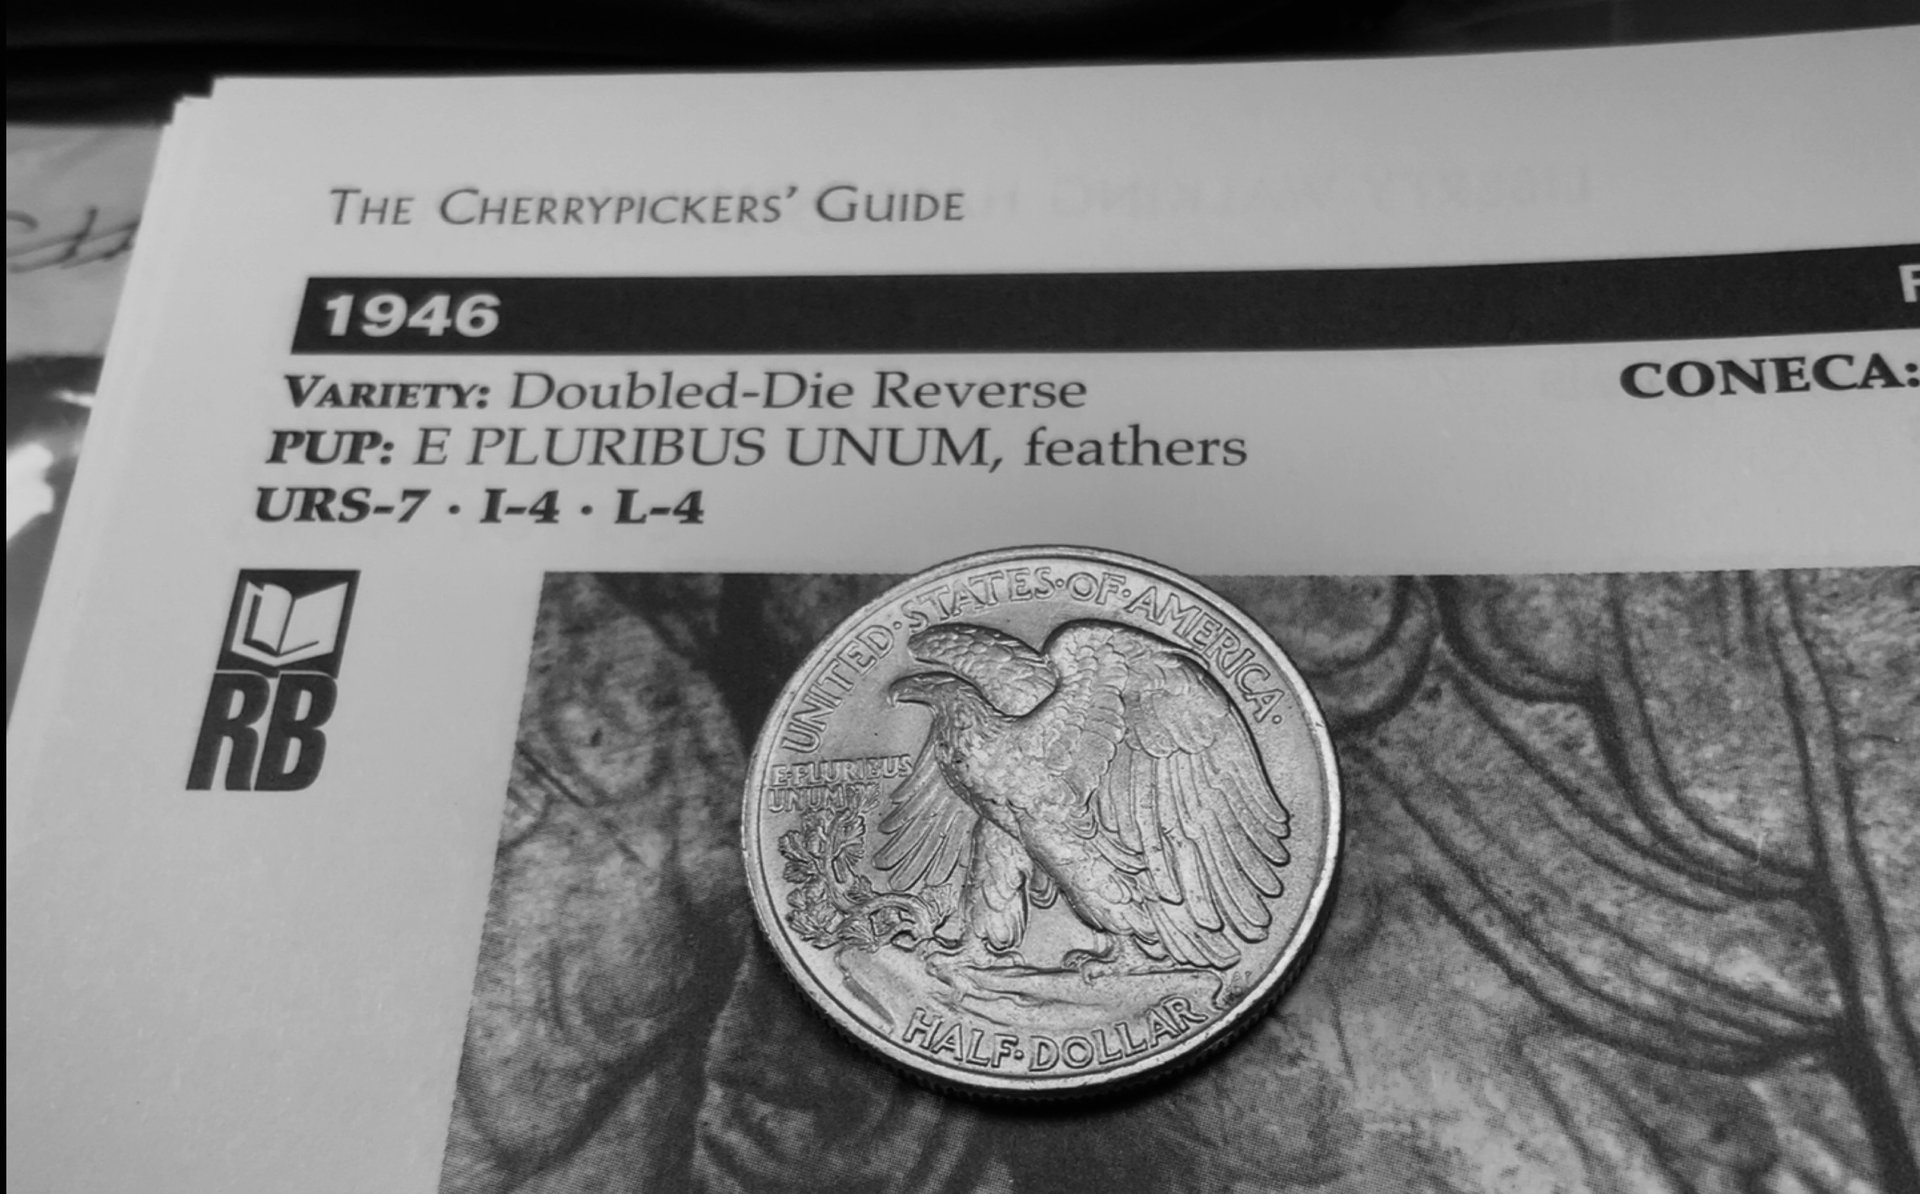 THE CHERRYPICKERS' GUIDE
1946
F
VARIETY: Doubled-Die Reverse
CONECA:
PUP: E PLURIBUS UNUM, feathers
URS-7 · I-4 · L-4
RB
UNITED·STATES·OF·AMERICA·
E·PLURIBUS
UNUM
HALF·DOLLAR